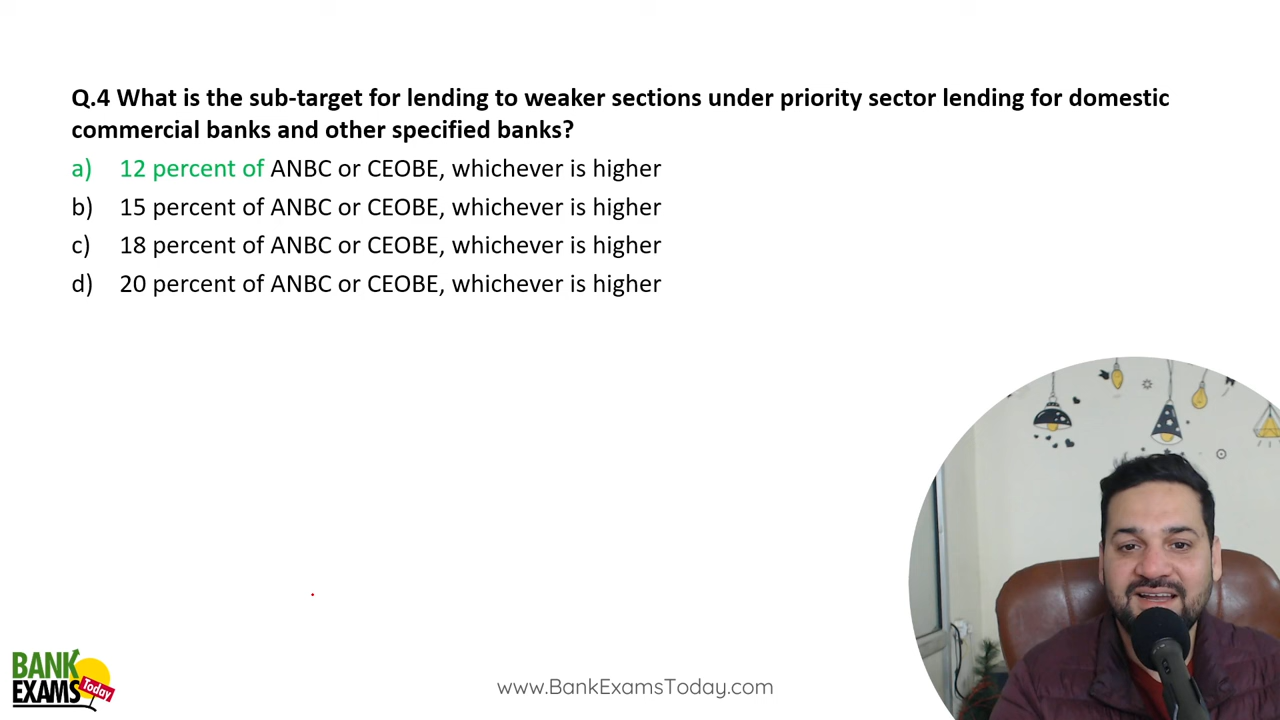 Q.4 What is the sub-target for lending to weaker sections under priority sector lending for domestic
commercial banks and other specified banks?
a) 12 percent of ANBC or CEOBE, whichever is higher
b) 15 percent of ANBC or CEOBE, whichever is higher
c) 18 percent of ANBC or CEOBE, whichever is higher
d) 20 percent of ANBC or CEOBE, whichever is higher
BANK
EXAMS
Today
www.BankExamsToday.com